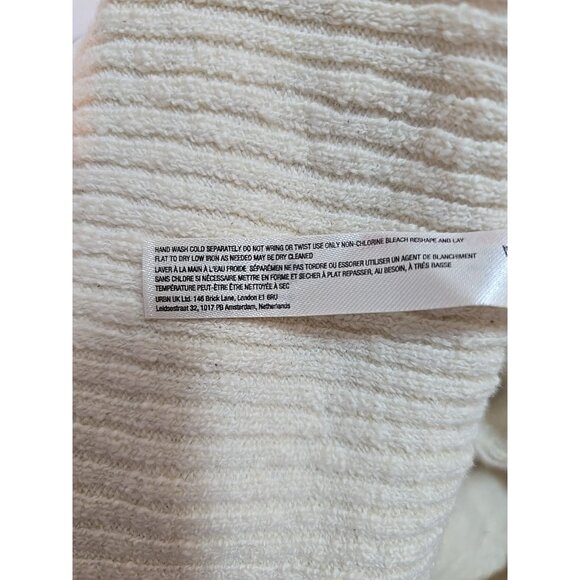 HAND WASH COLD SEPARATELY DO NOT WRING OR TWIST USE ONLY NON-CHLORINE BLEACH RESHAPE AND LAY
FLAT TO DRY LOW IRON AS NEEDED MAY BE DRY CLEANED
LAVER À LA MAIN À L'EAU FROIDE. SÉPARÉMEN NE PAS TORDRE OU ESSORER UTILISER UN AGENT DE BLANCHIMENT
SANS CHLORE SI NÉCESSAIRE METTRE EN FORME ET SÉCHER À PLAT REPASSER, AU BESOIN, À TRÈS BASSE
TEMPÉRATURE PEUT-ÊTRE ÊTRE NETTOYÉE À SEC
URBN UK Ltd. 146 Brick Lane, London E1 6RU
Leidsestraat 32, 1017 PB Amsterdam, Netherlands